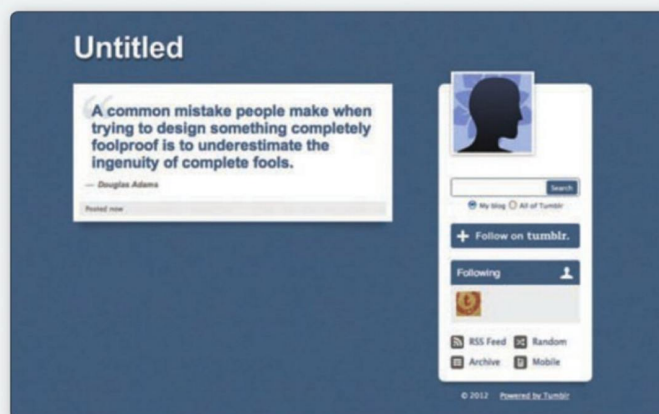 Untitled
“
A common mistake people make when
trying to design something completely
foolproof is to underestimate the
ingenuity of complete fools.
— Douglas Adams
Posted now
Search
My blog All of Tumblr
+ Follow on tumblr.
Following
t
RSS Feed Random
Archive Mobile
© 2012 Powered by Tumblr